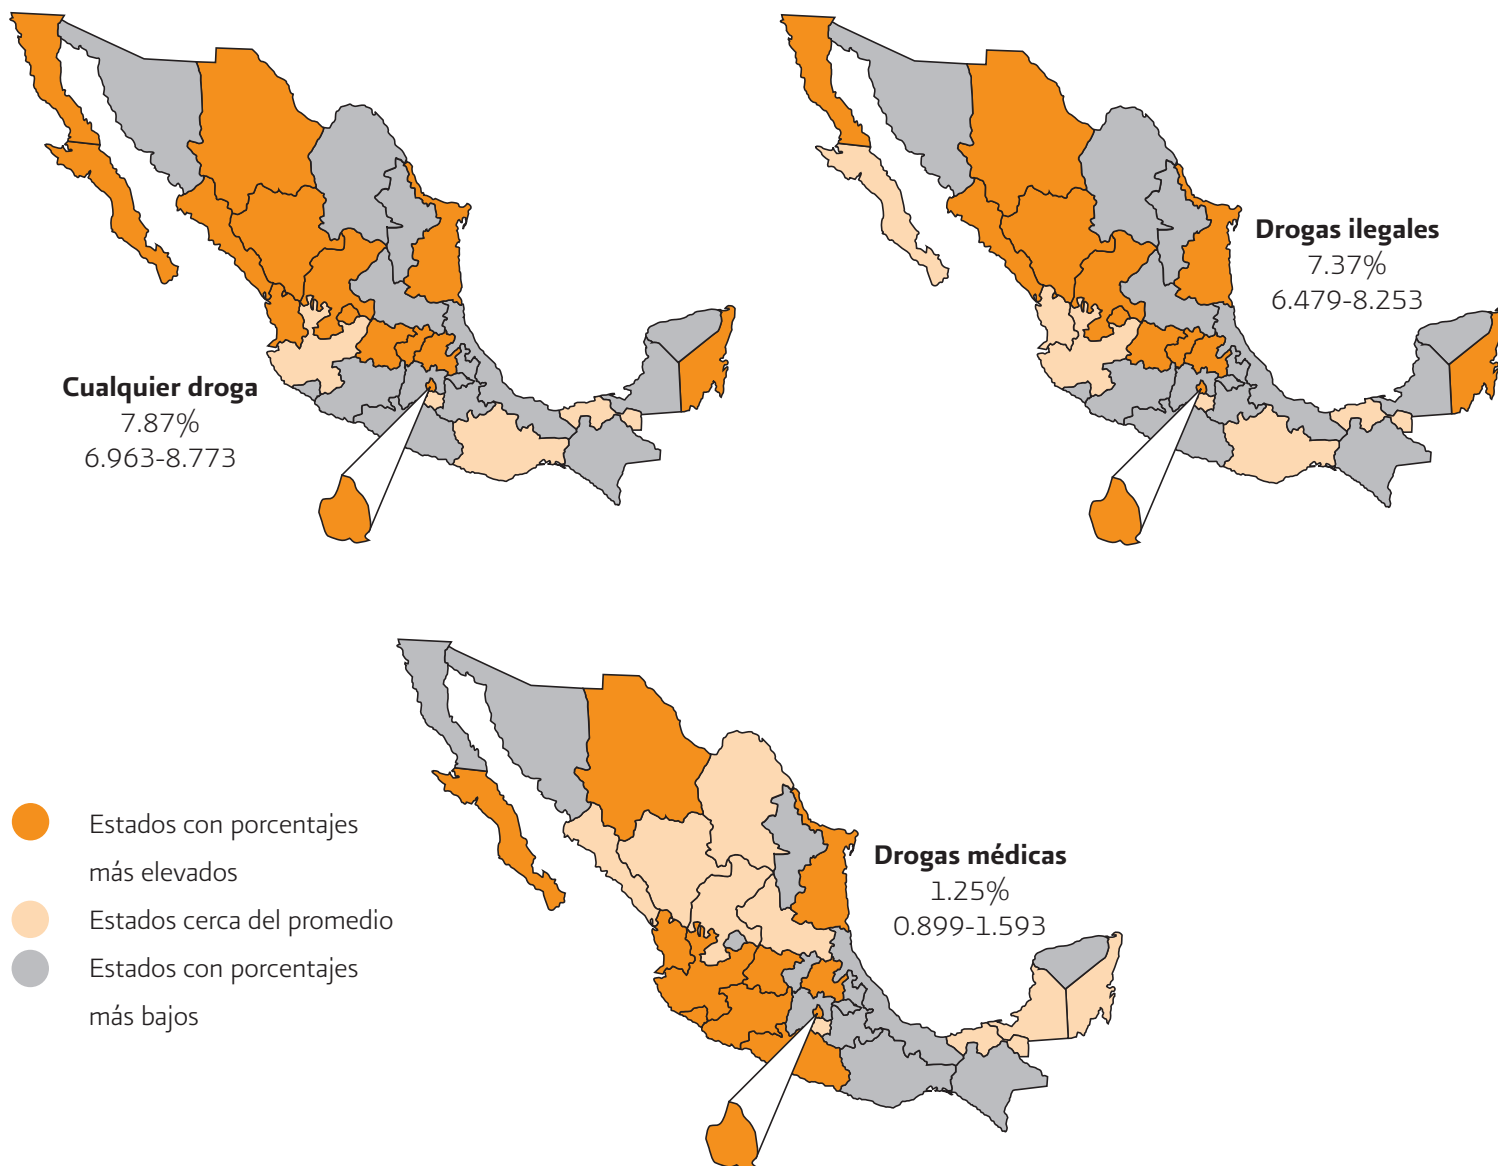 Drogas ilegales
7.37%
6.479-8.253
Cualquier droga
7.87%
6.963-8.773
Estados con porcentajes
más elevados
Estados cerca del promedio
Estados con porcentajes
más bajos
Drogas médicas
1.25%
0.899-1.593